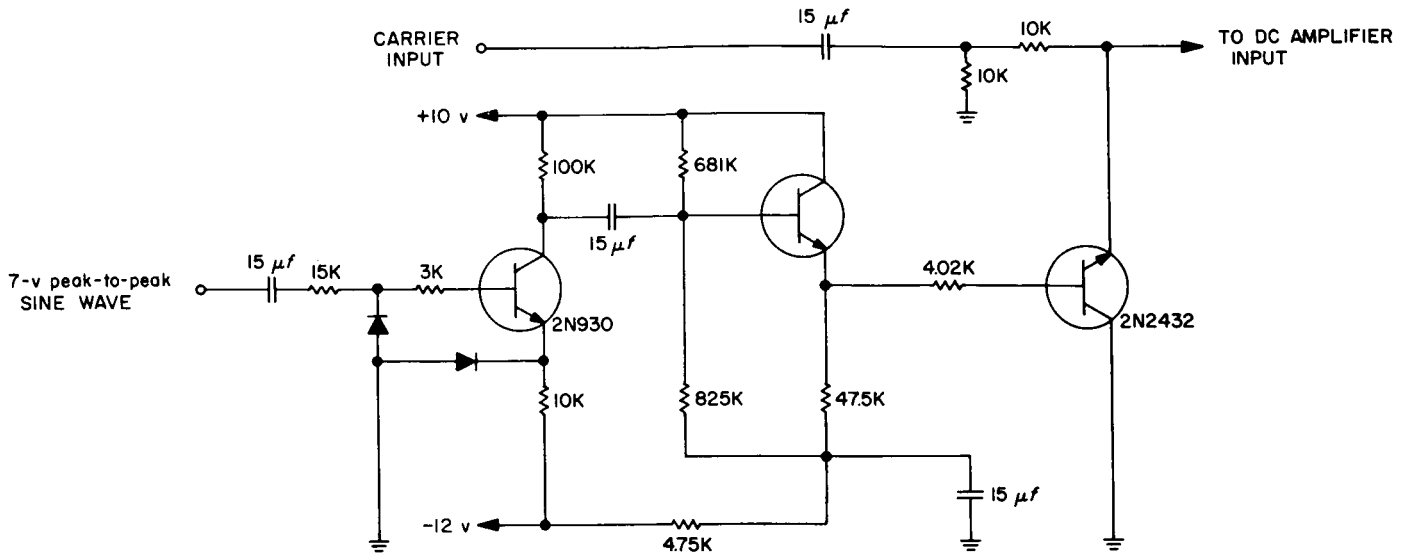 15 μf
CARRIER
INPUT
10K
TO DC AMPLIFIER
INPUT
10K
+10 v
100K
681K
15 μf
7-v peak-to-peak
SINE WAVE
15 μf
15K
3K
2N930
4.02K
2N2432
10K
825K
47.5K
15 μf
-12 v
4.75K